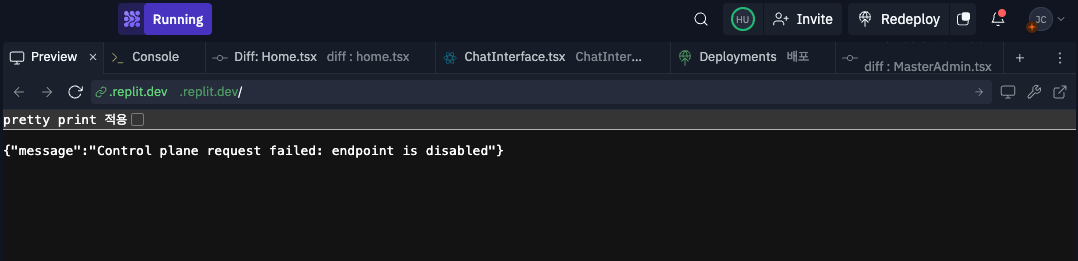 Running
HU
Invite
Redeploy
JC
Preview
Console
Diff: Home.tsx diff : home.tsx
ChatInterface.tsx ChatInter...
Deployments 배포
diff : MasterAdmin.tsx
.replit.dev .replit.dev/
pretty print 적용
{"message":"Control plane request failed: endpoint is disabled"}